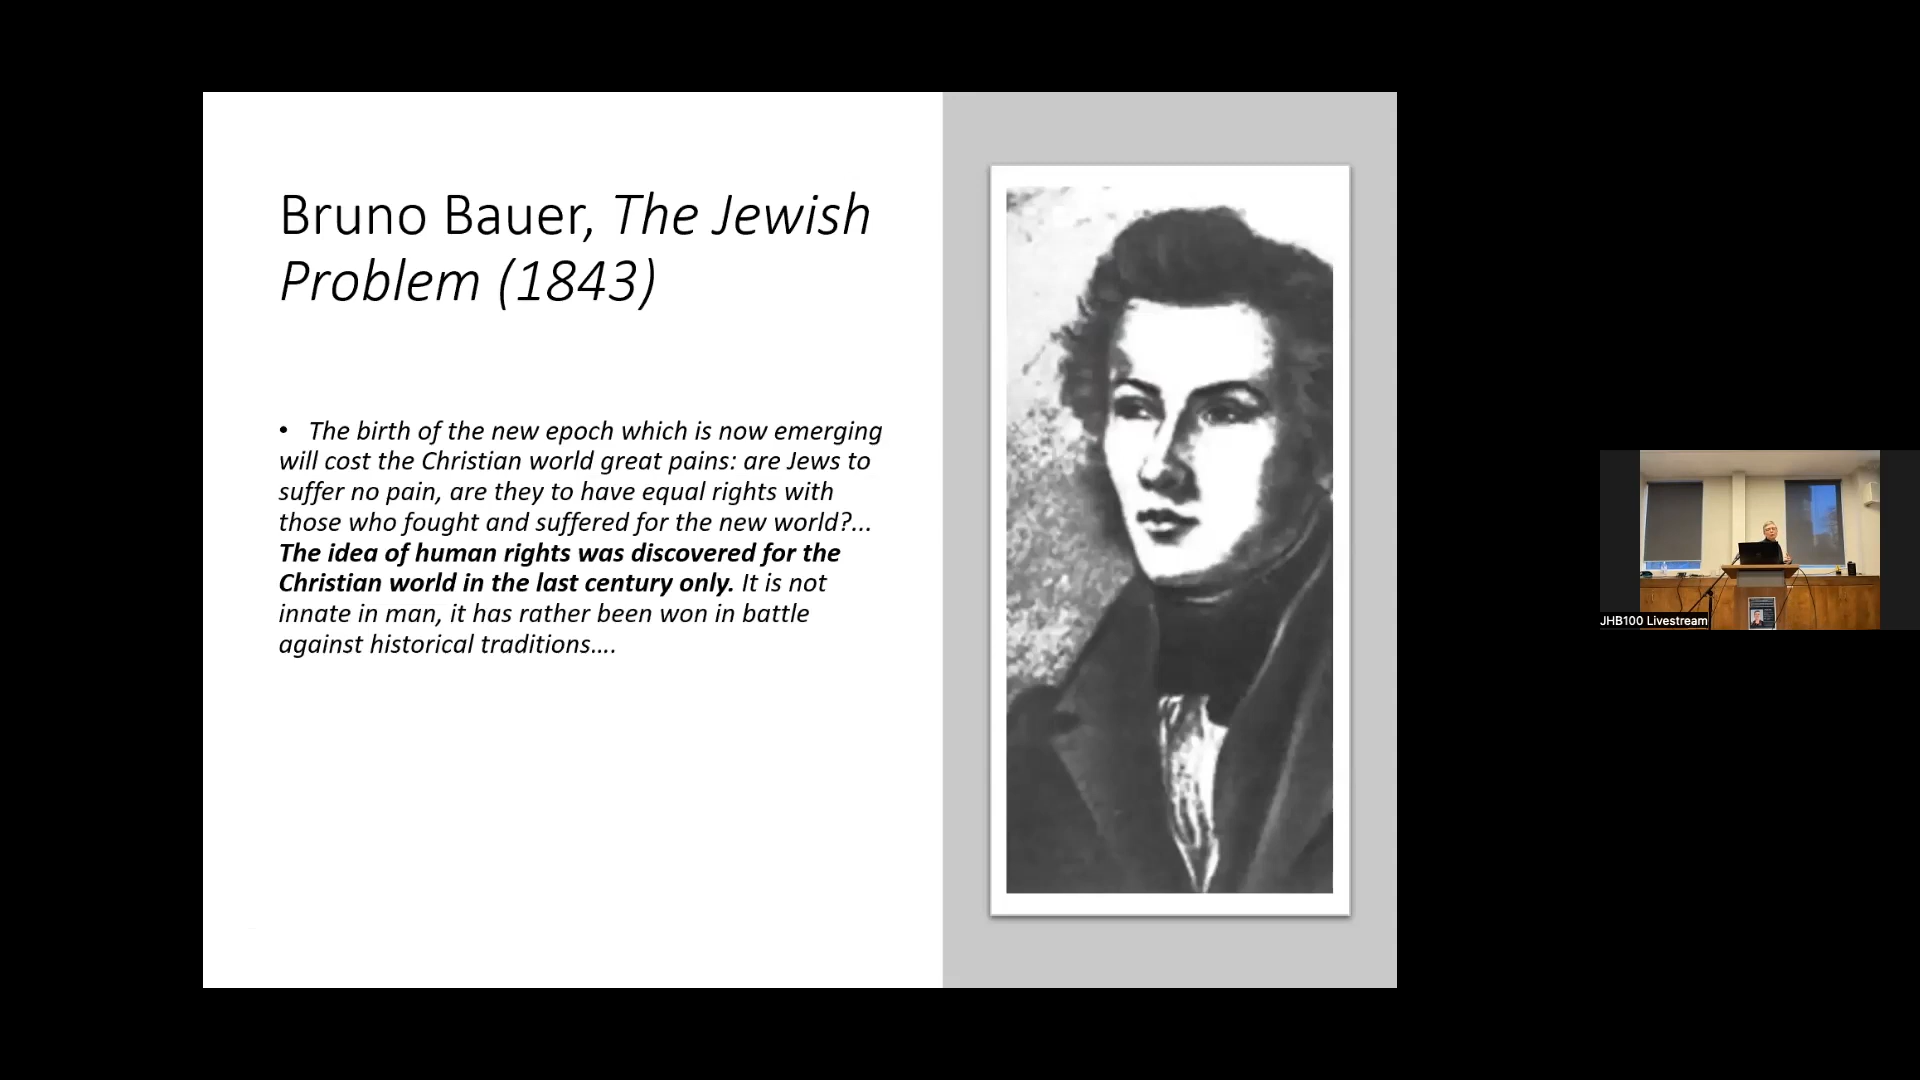 Bruno Bauer, The Jewish
Problem (1843)
• The birth of the new epoch which is now emerging
will cost the Christian world great pains: are Jews to
suffer no pain, are they to have equal rights with
those who fought and suffered for the new world?...
The idea of human rights was discovered for the
Christian world in the last century only. It is not
innate in man, it has rather been won in battle
against historical traditions....
JHB100 Livestream